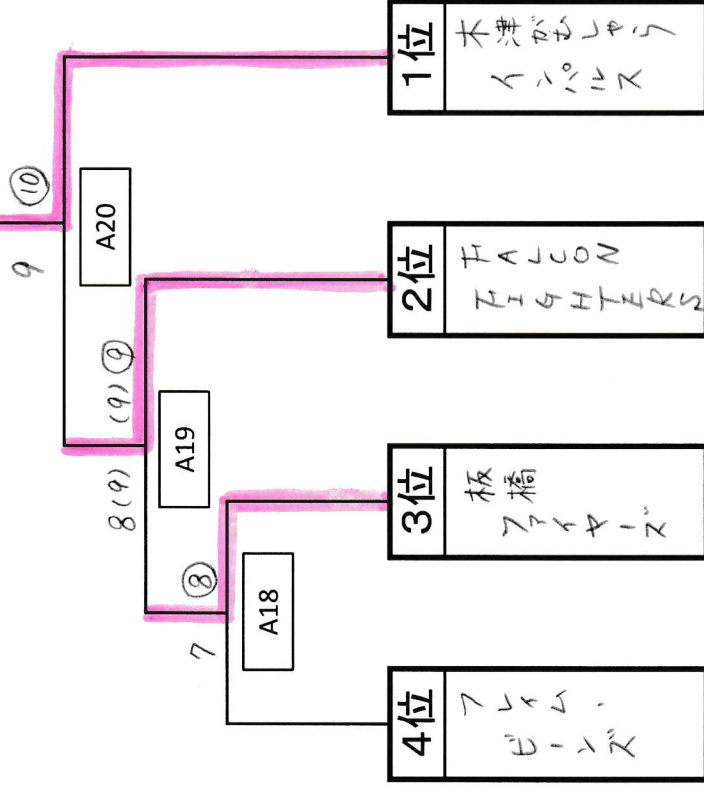 9
⑩
A20
8(9)
(9)⑨
A19
7
⑧
A18
1位
木津がむしゃら
インパルス
2位
FALCON
FIGHTERS
3位
板橋
ファイヤーズ
4位
フレイム・
ビーンズ